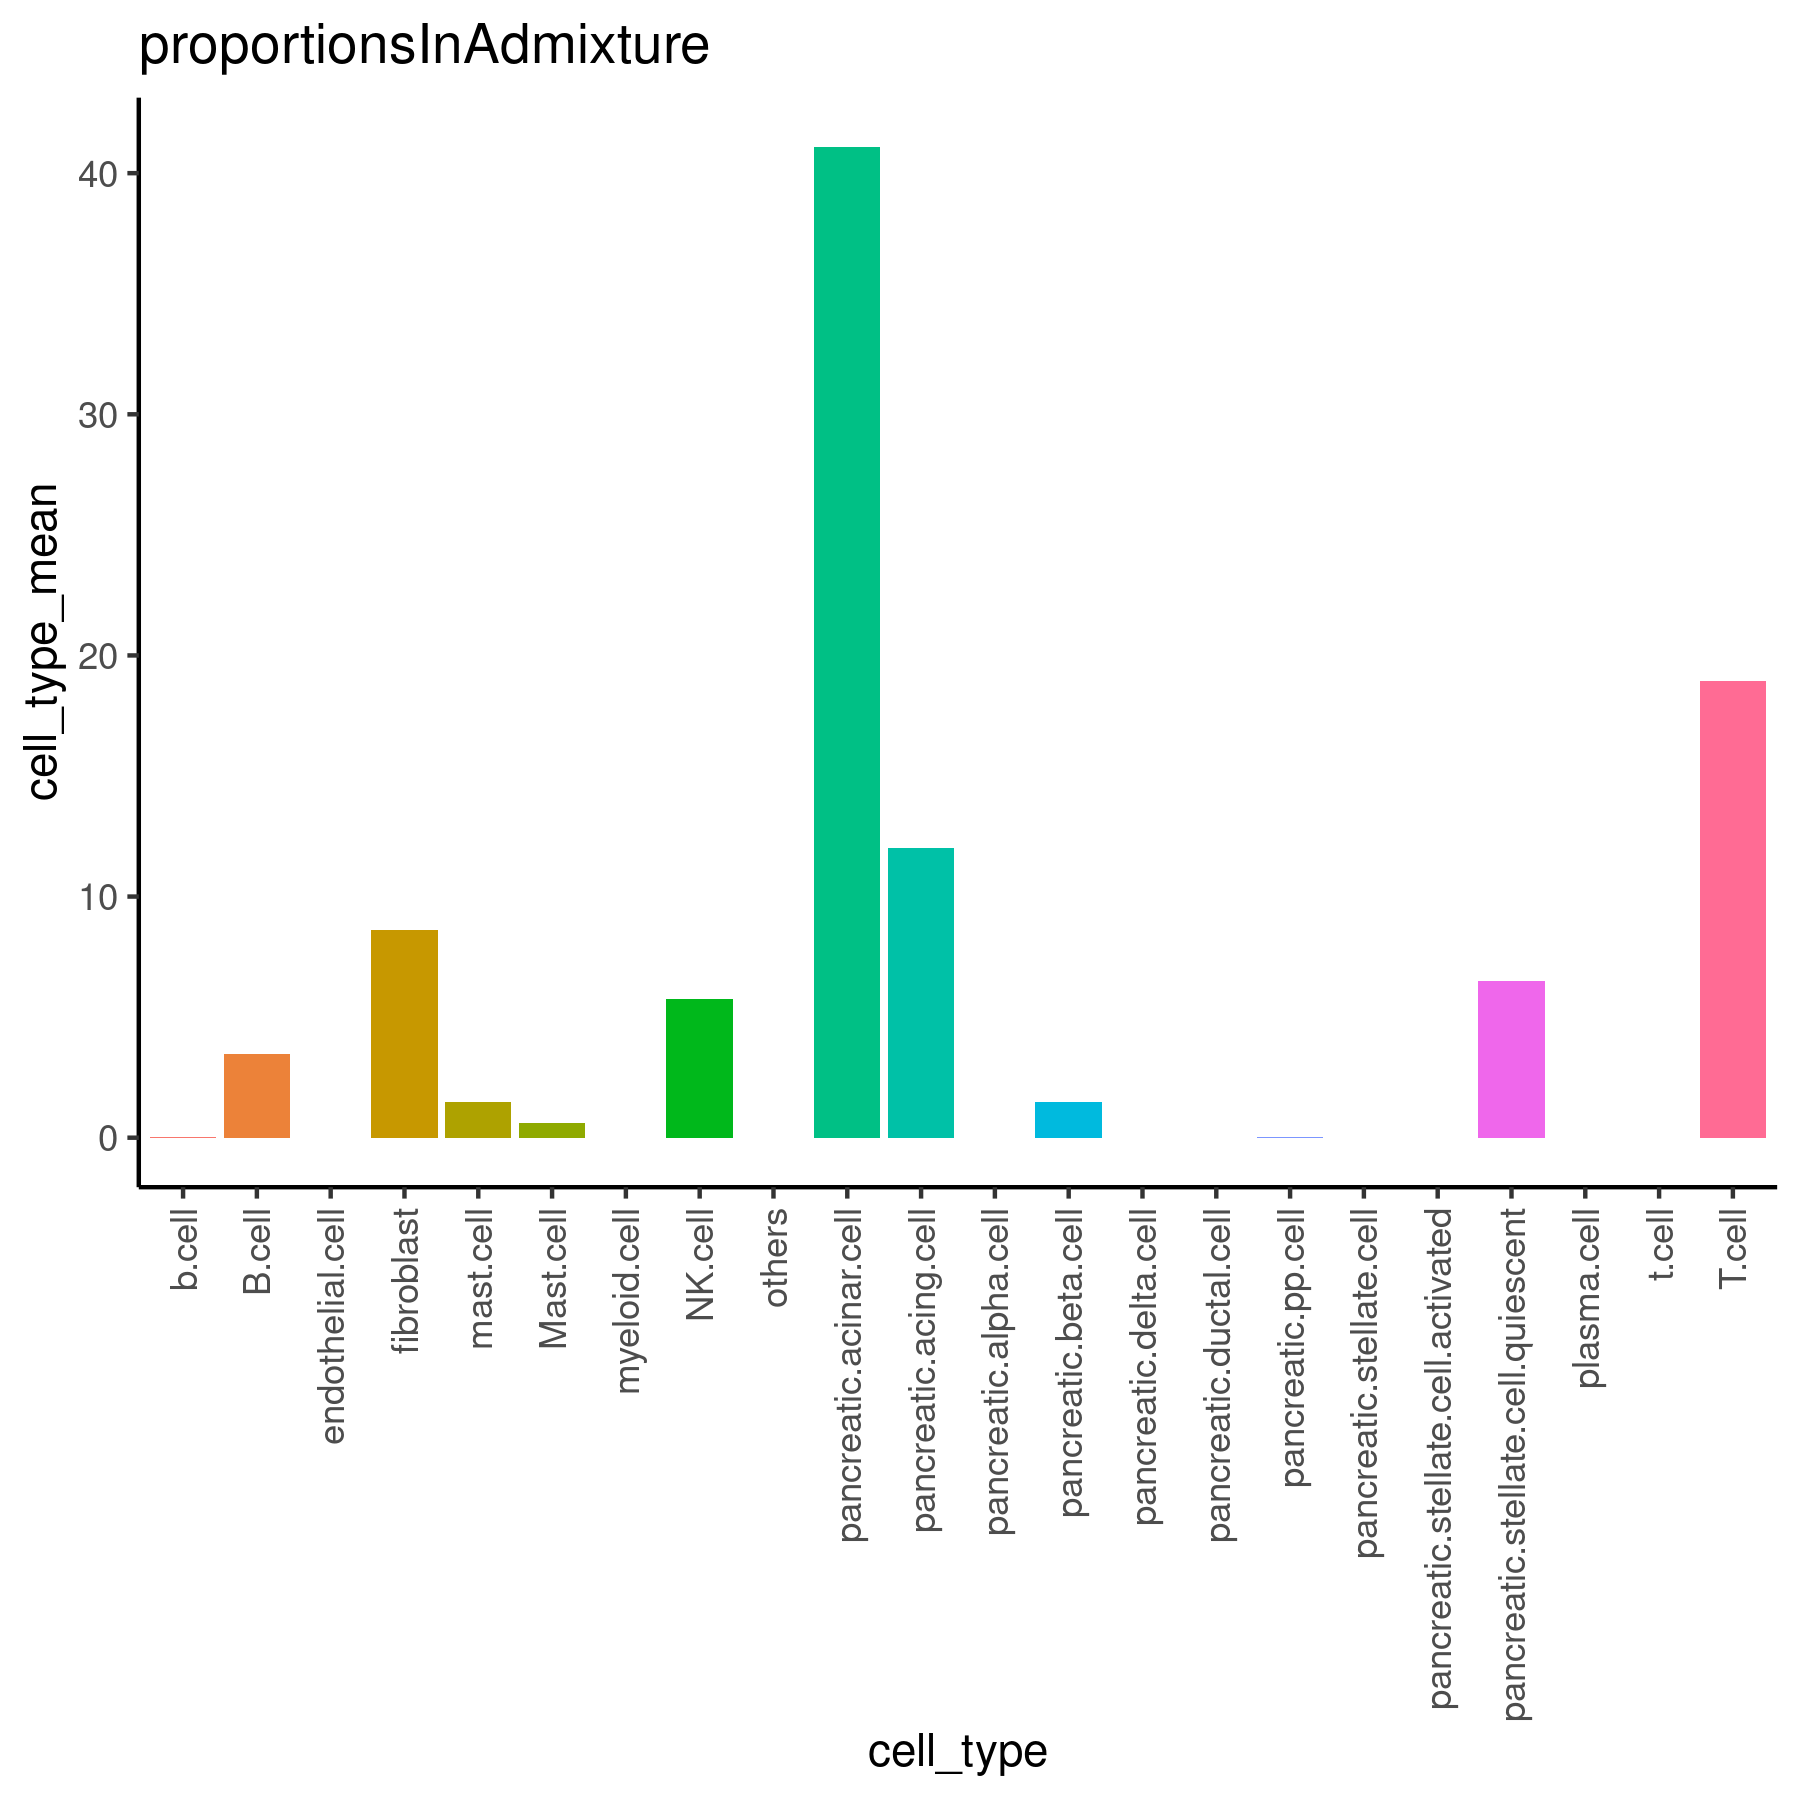 proportionsInAdmixture
cell_type_mean
40
30
20
10
0
b.cell
B.cell
endothelial.cell
fibroblast
mast.cell
Mast.cell
myeloid.cell
NK.cell
others
pancreatic.acinar.cell
pancreatic.acing.cell
pancreatic.alpha.cell
pancreatic.beta.cell
pancreatic.delta.cell
pancreatic.ductal.cell
pancreatic.pp.cell
pancreatic.stellate.cell
pancreatic.stellate.cell.activated
pancreatic.stellate.cell.quiescent
plasma.cell
t.cell
T.cell
cell_type